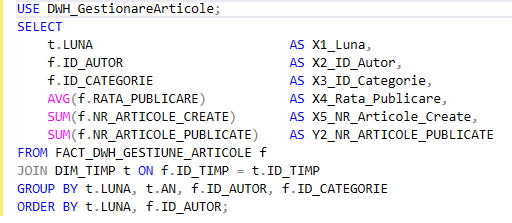 USE DWH_GestionareArticole;
SELECT
t.LUNA AS X1_Luna,
f.ID_AUTOR AS X2_ID_Autor,
f.ID_CATEGORIE AS X3_ID_Categorie,
AVG(f.RATA_PUBLICARE) AS X4_Rata_Publicare,
SUM(f.NR_ARTICOLE_CREATE) AS X5_NR_Articole_Create,
SUM(f.NR_ARTICOLE_PUBLICATE) AS Y2_NR_ARTICOLE_PUBLICATE
FROM FACT_DWH_GESTIUNE_ARTICOLE f
JOIN DIM_TIMP t ON f.ID_TIMP = t.ID_TIMP
GROUP BY t.LUNA, t.AN, f.ID_AUTOR, f.ID_CATEGORIE
ORDER BY t.LUNA, f.ID_AUTOR;